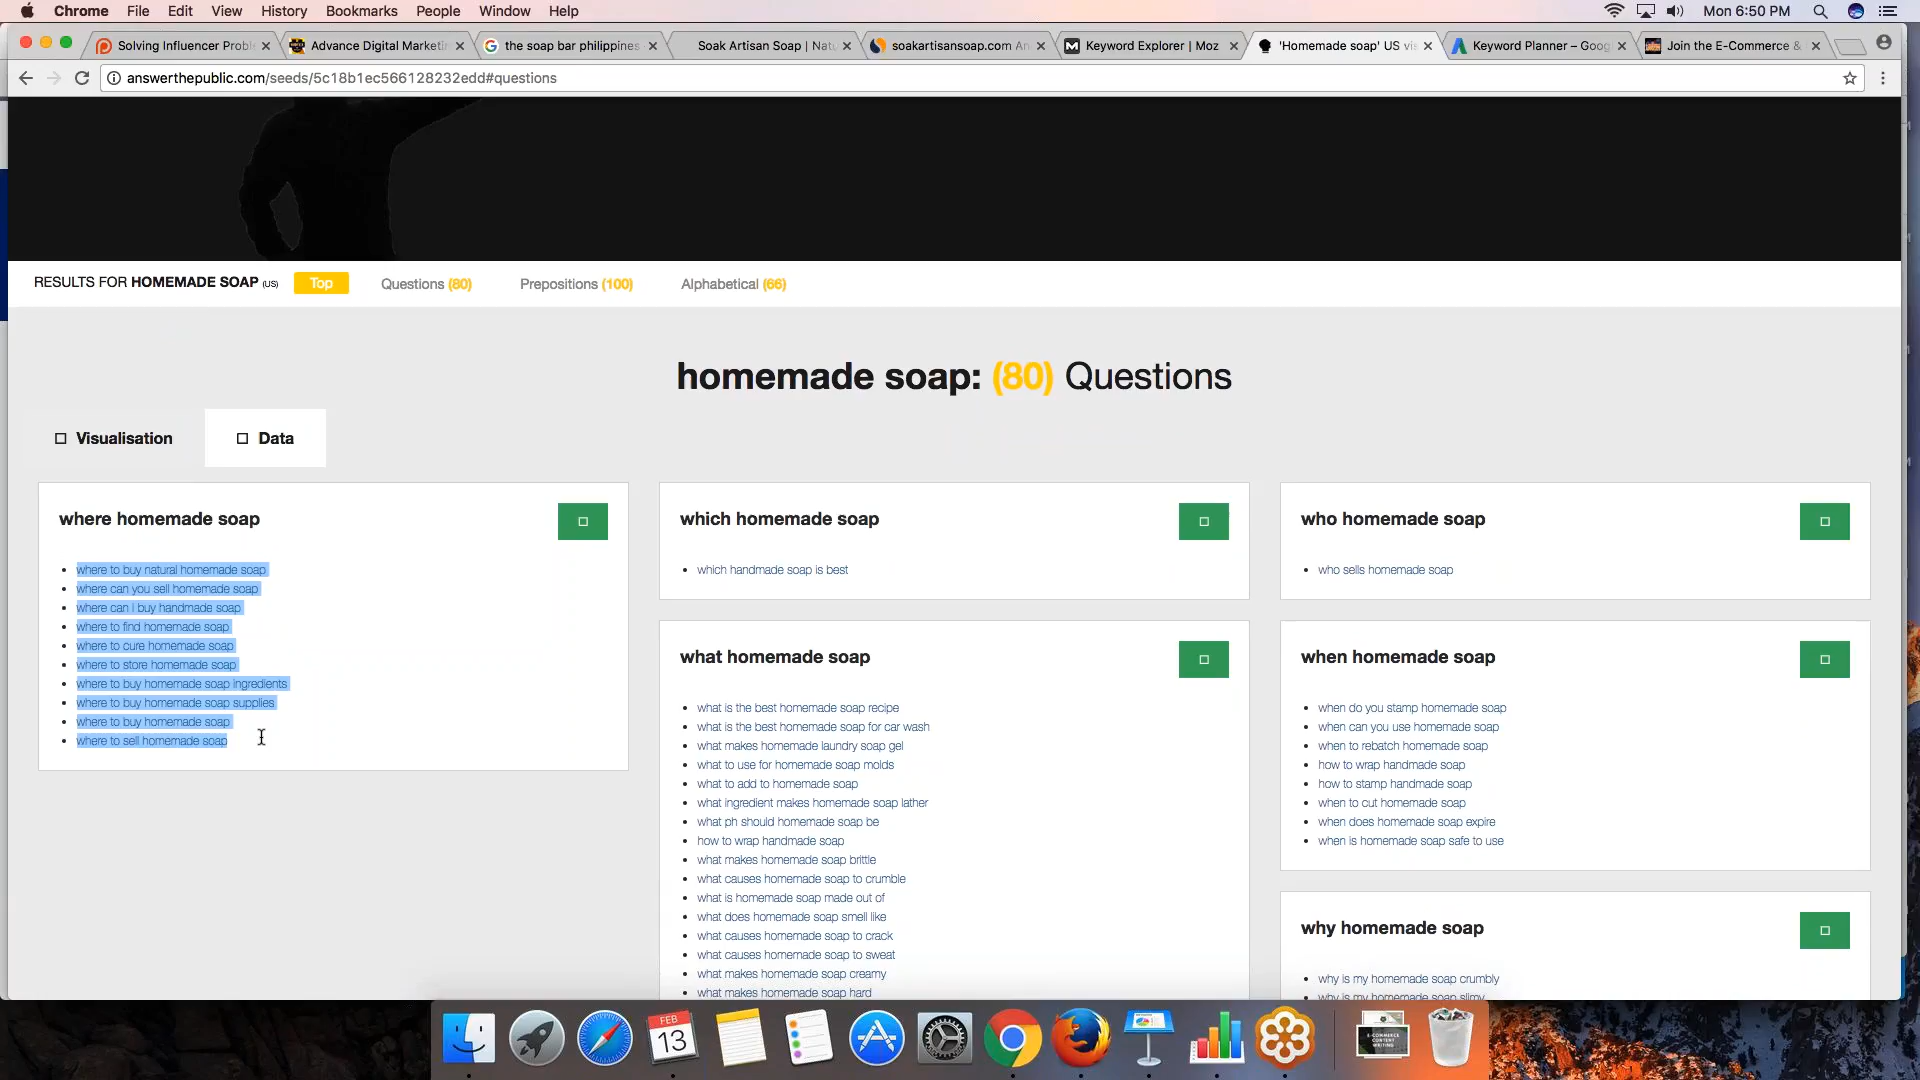 Chrome File Edit View History Bookmarks People Window Help
Mon 6:50 PM
Solving Influencer Probl
Advance Digital Marketin
the soap bar philippines
Soak Artisan Soap | Natu
soakartisansoap.com An
Keyword Explorer | Moz
'Homemade soap' US vis
Keyword Planner – Goog
Join the E-Commerce &
answerthepublic.com/seeds/5c18b1ec566128232edd#questions
RESULTS FOR HOMEMADE SOAP (US) Top Questions (80) Prepositions (100) Alphabetical (66)
homemade soap: (80) Questions
Visualisation Data
where homemade soap
where to buy natural homemade soap
where can you sell homemade soap
where can i buy handmade soap
where to find homemade soap
where to cure homemade soap
where to store homemade soap
where to buy homemade soap ingredients
where to buy homemade soap supplies
where to buy homemade soap
where to sell homemade soap
which homemade soap
which handmade soap is best
what homemade soap
what is the best homemade soap recipe
what is the best homemade soap for car wash
what makes homemade laundry soap gel
what to use for homemade soap molds
what to add to homemade soap
what ingredient makes homemade soap lather
what ph should homemade soap be
how to wrap handmade soap
what makes homemade soap brittle
what causes homemade soap to crumble
what is homemade soap made out of
what does homemade soap smell like
what causes homemade soap to crack
what causes homemade soap to sweat
what makes homemade soap creamy
what makes homemade soap hard
who homemade soap
who sells homemade soap
when homemade soap
when do you stamp homemade soap
when can you use homemade soap
when to rebatch homemade soap
how to wrap handmade soap
how to stamp handmade soap
when to cut homemade soap
when does homemade soap expire
when is homemade soap safe to use
why homemade soap
why is my homemade soap crumbly
why is my homemade soap slimy
FEB
13
E-COMMERCE
CONTENT
WRITING